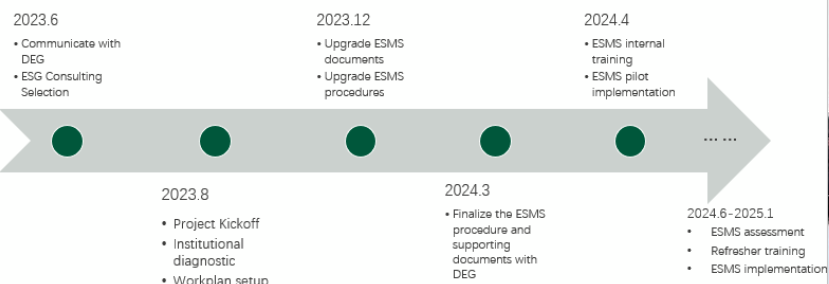 2023.6
• Communicate with
DEG
• ESG Consulting
Selection
2023.12
• Upgrade ESMS
documents
• Upgrade ESMS
procedures
2024.4
• ESMS internal
training
• ESMS pilot
implementation
... ...
2023.8
• Project Kickoff
• Institutional
diagnostic
• Workplan setup
2024.3
• Finalize the ESMS
procedure and
supporting
documents with
DEG
2024.6-2025.1
• ESMS assessment
• Refresher training
• ESMS implementation